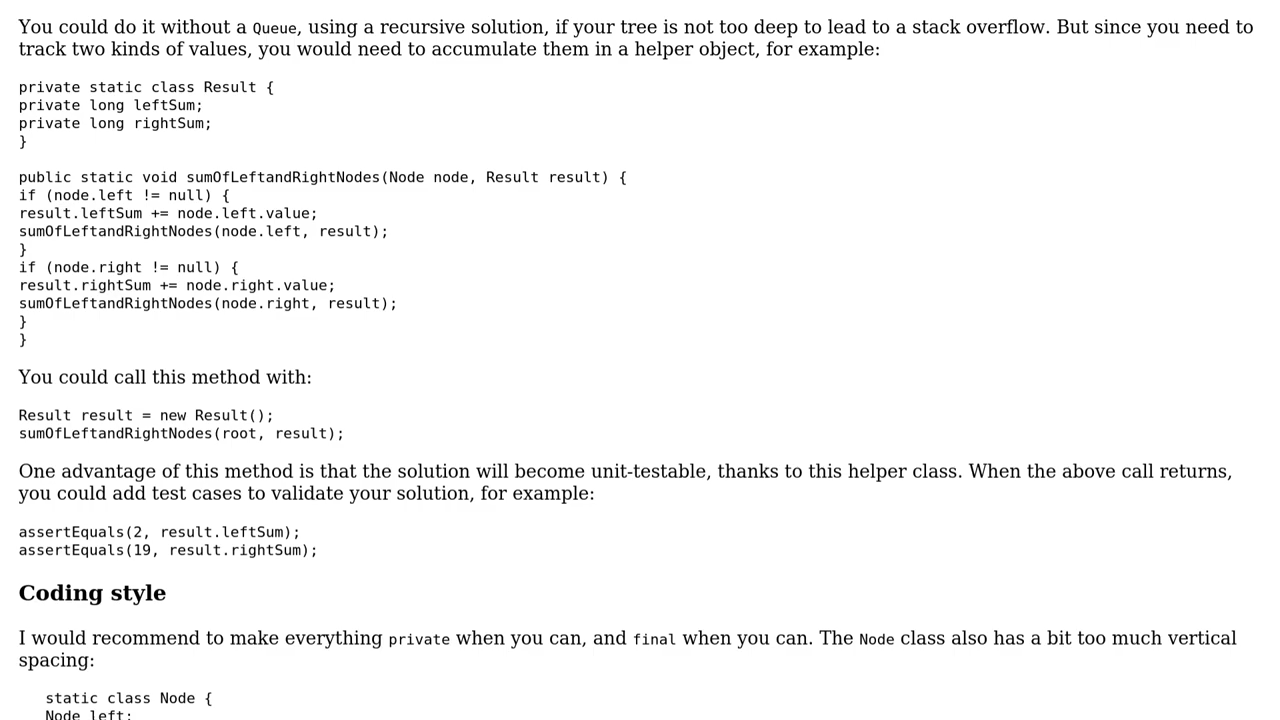 You could do it without a Queue, using a recursive solution, if your tree is not too deep to lead to a stack overflow. But since you need to
track two kinds of values, you would need to accumulate them in a helper object, for example:
private static class Result {
private long leftSum;
private long rightSum;
}
public static void sumOfLeftandRightNodes(Node node, Result result) {
if (node.left != null) {
result.leftSum += node.left.value;
sumOfLeftandRightNodes(node.left, result);
}
if (node.right != null) {
result.rightSum += node.right.value;
sumOfLeftandRightNodes(node.right, result);
}
}
You could call this method with:
Result result = new Result();
sumOfLeftandRightNodes(root, result);
One advantage of this method is that the solution will become unit-testable, thanks to this helper class. When the above call returns,
you could add test cases to validate your solution, for example:
assertEquals(2, result.leftSum);
assertEquals(19, result.rightSum);
Coding style
I would recommend to make everything private when you can, and final when you can. The Node class also has a bit too much vertical
spacing:
static class Node {
Node left;